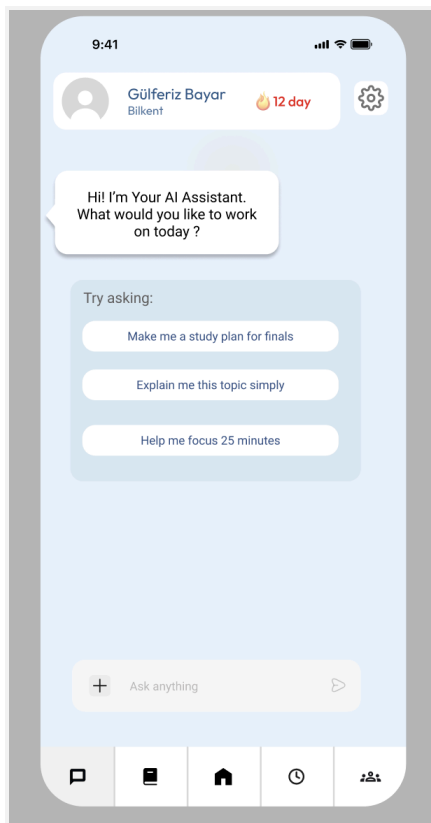 9:41
Gülferiz Bayar
Bilkent
12 day
Hi! I'm Your AI Assistant.
What would you like to work
on today ?
Try asking:
Make me a study plan for finals
Explain me this topic simply
Help me focus 25 minutes
Ask anything